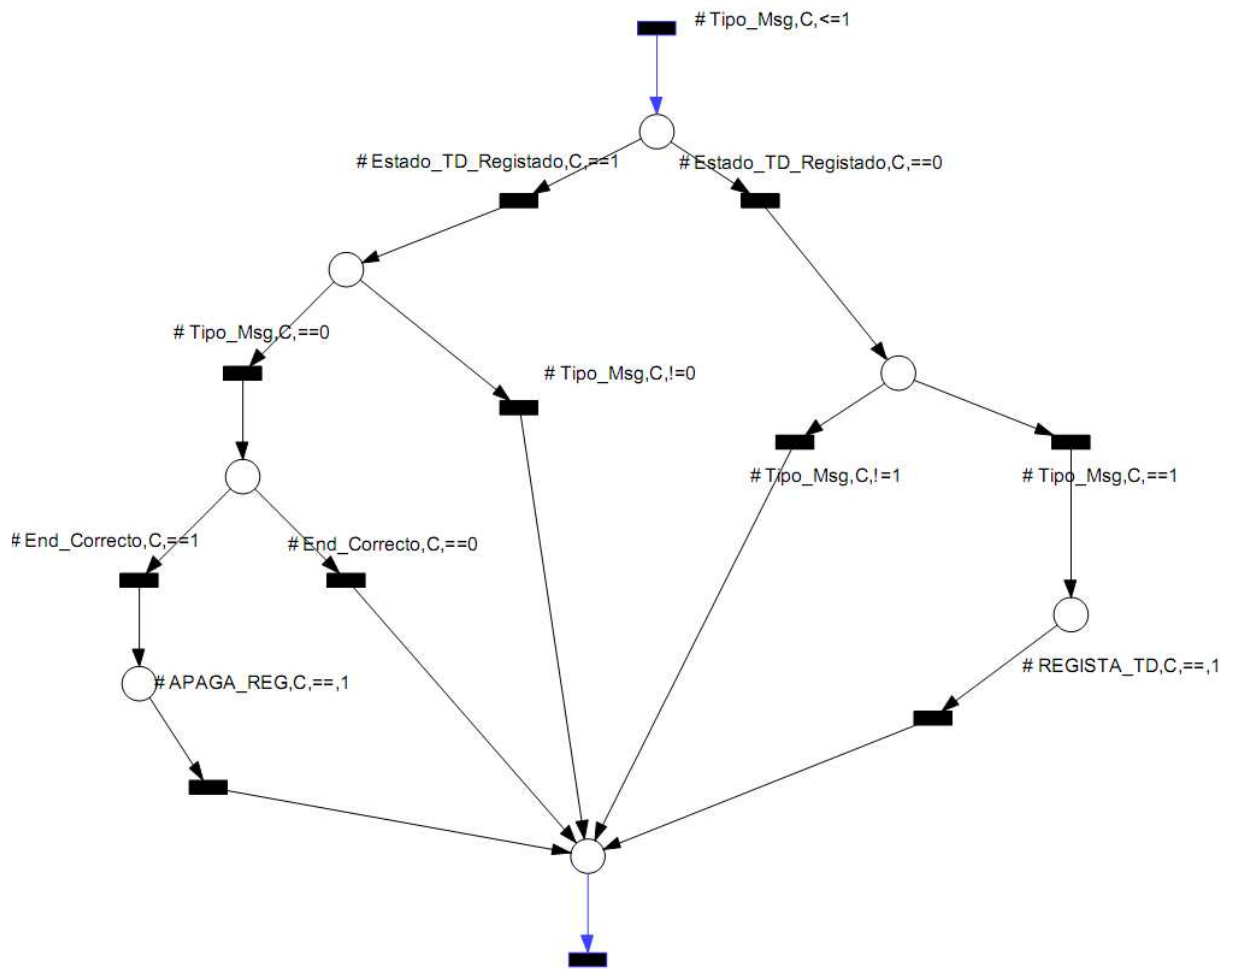 # Tipo_Msg,C,<=1
# Estado_TD_Registado,C,==1
# Estado_TD_Registado,C,==0
# Tipo_Msg,C,==0
# Tipo_Msg,C,!=0
# Tipo_Msg,C,!=1
# Tipo_Msg,C,==1
# End_Correcto,C,==1
# End_Correcto,C,==0
# REGISTA_TD,C,==,1
# APAGA_REG,C,==,1